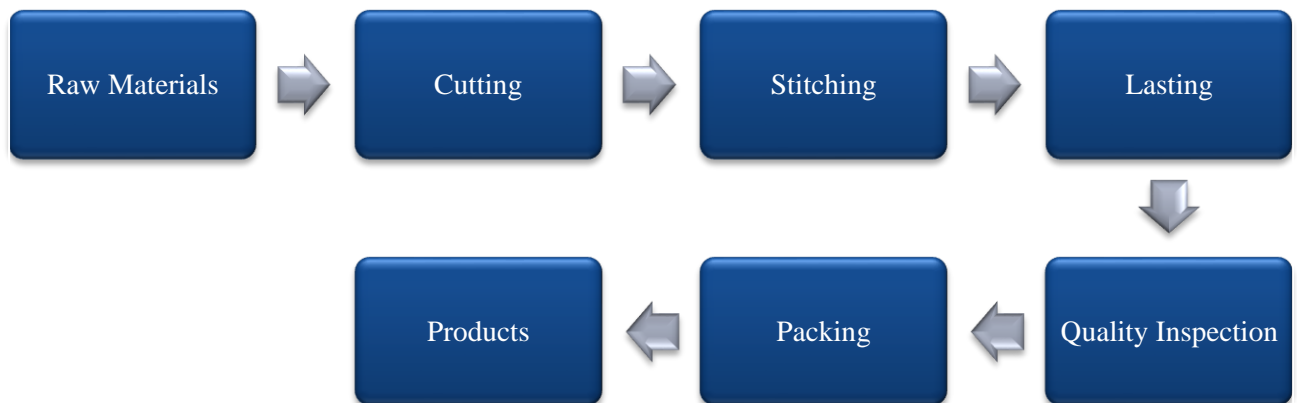 Raw Materials
Cutting
Stitching
Lasting
Quality Inspection
Packing
Products